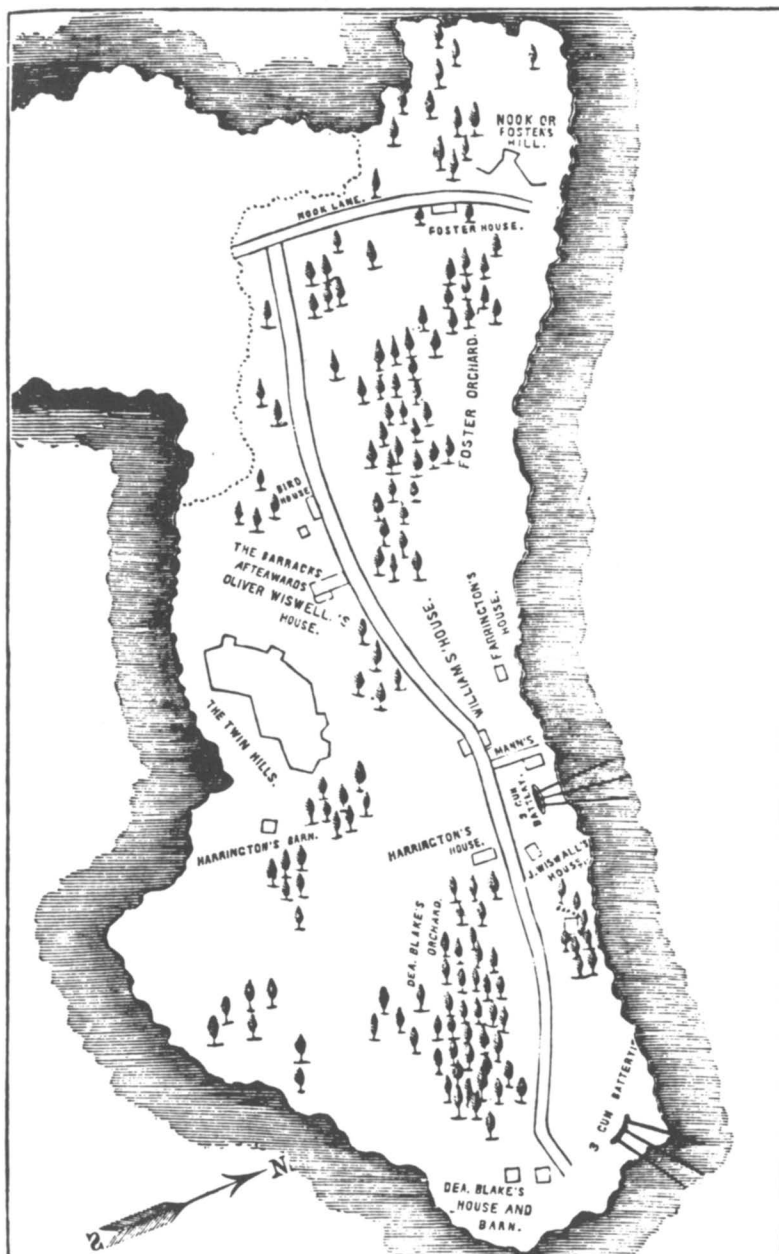 NOOK OR
FOSTER'S
HILL.
NOOK LANE.
FOSTER HOUSE.
FOSTER ORCHARD.
BIRD
HOUSE
THE BARRACKS
AFTEAWADS
OLIVER WISWELL'S
HOUSE.
WILLIAMS' HOUSE.
FARRINGTON'S
HOUSE.
THE TWIN HILLS.
MANN'S
3 GUN
BATTERY.
HARRINGTON'S BARN.
HARRINGTON'S
HOUSE.
J. WISWALL'S
HOUSE.
DEA. BLAKE'S
ORCHARD.
3 GUN BATTERY
N
S
DEA. BLAKE'S
HOUSE AND
BARN.